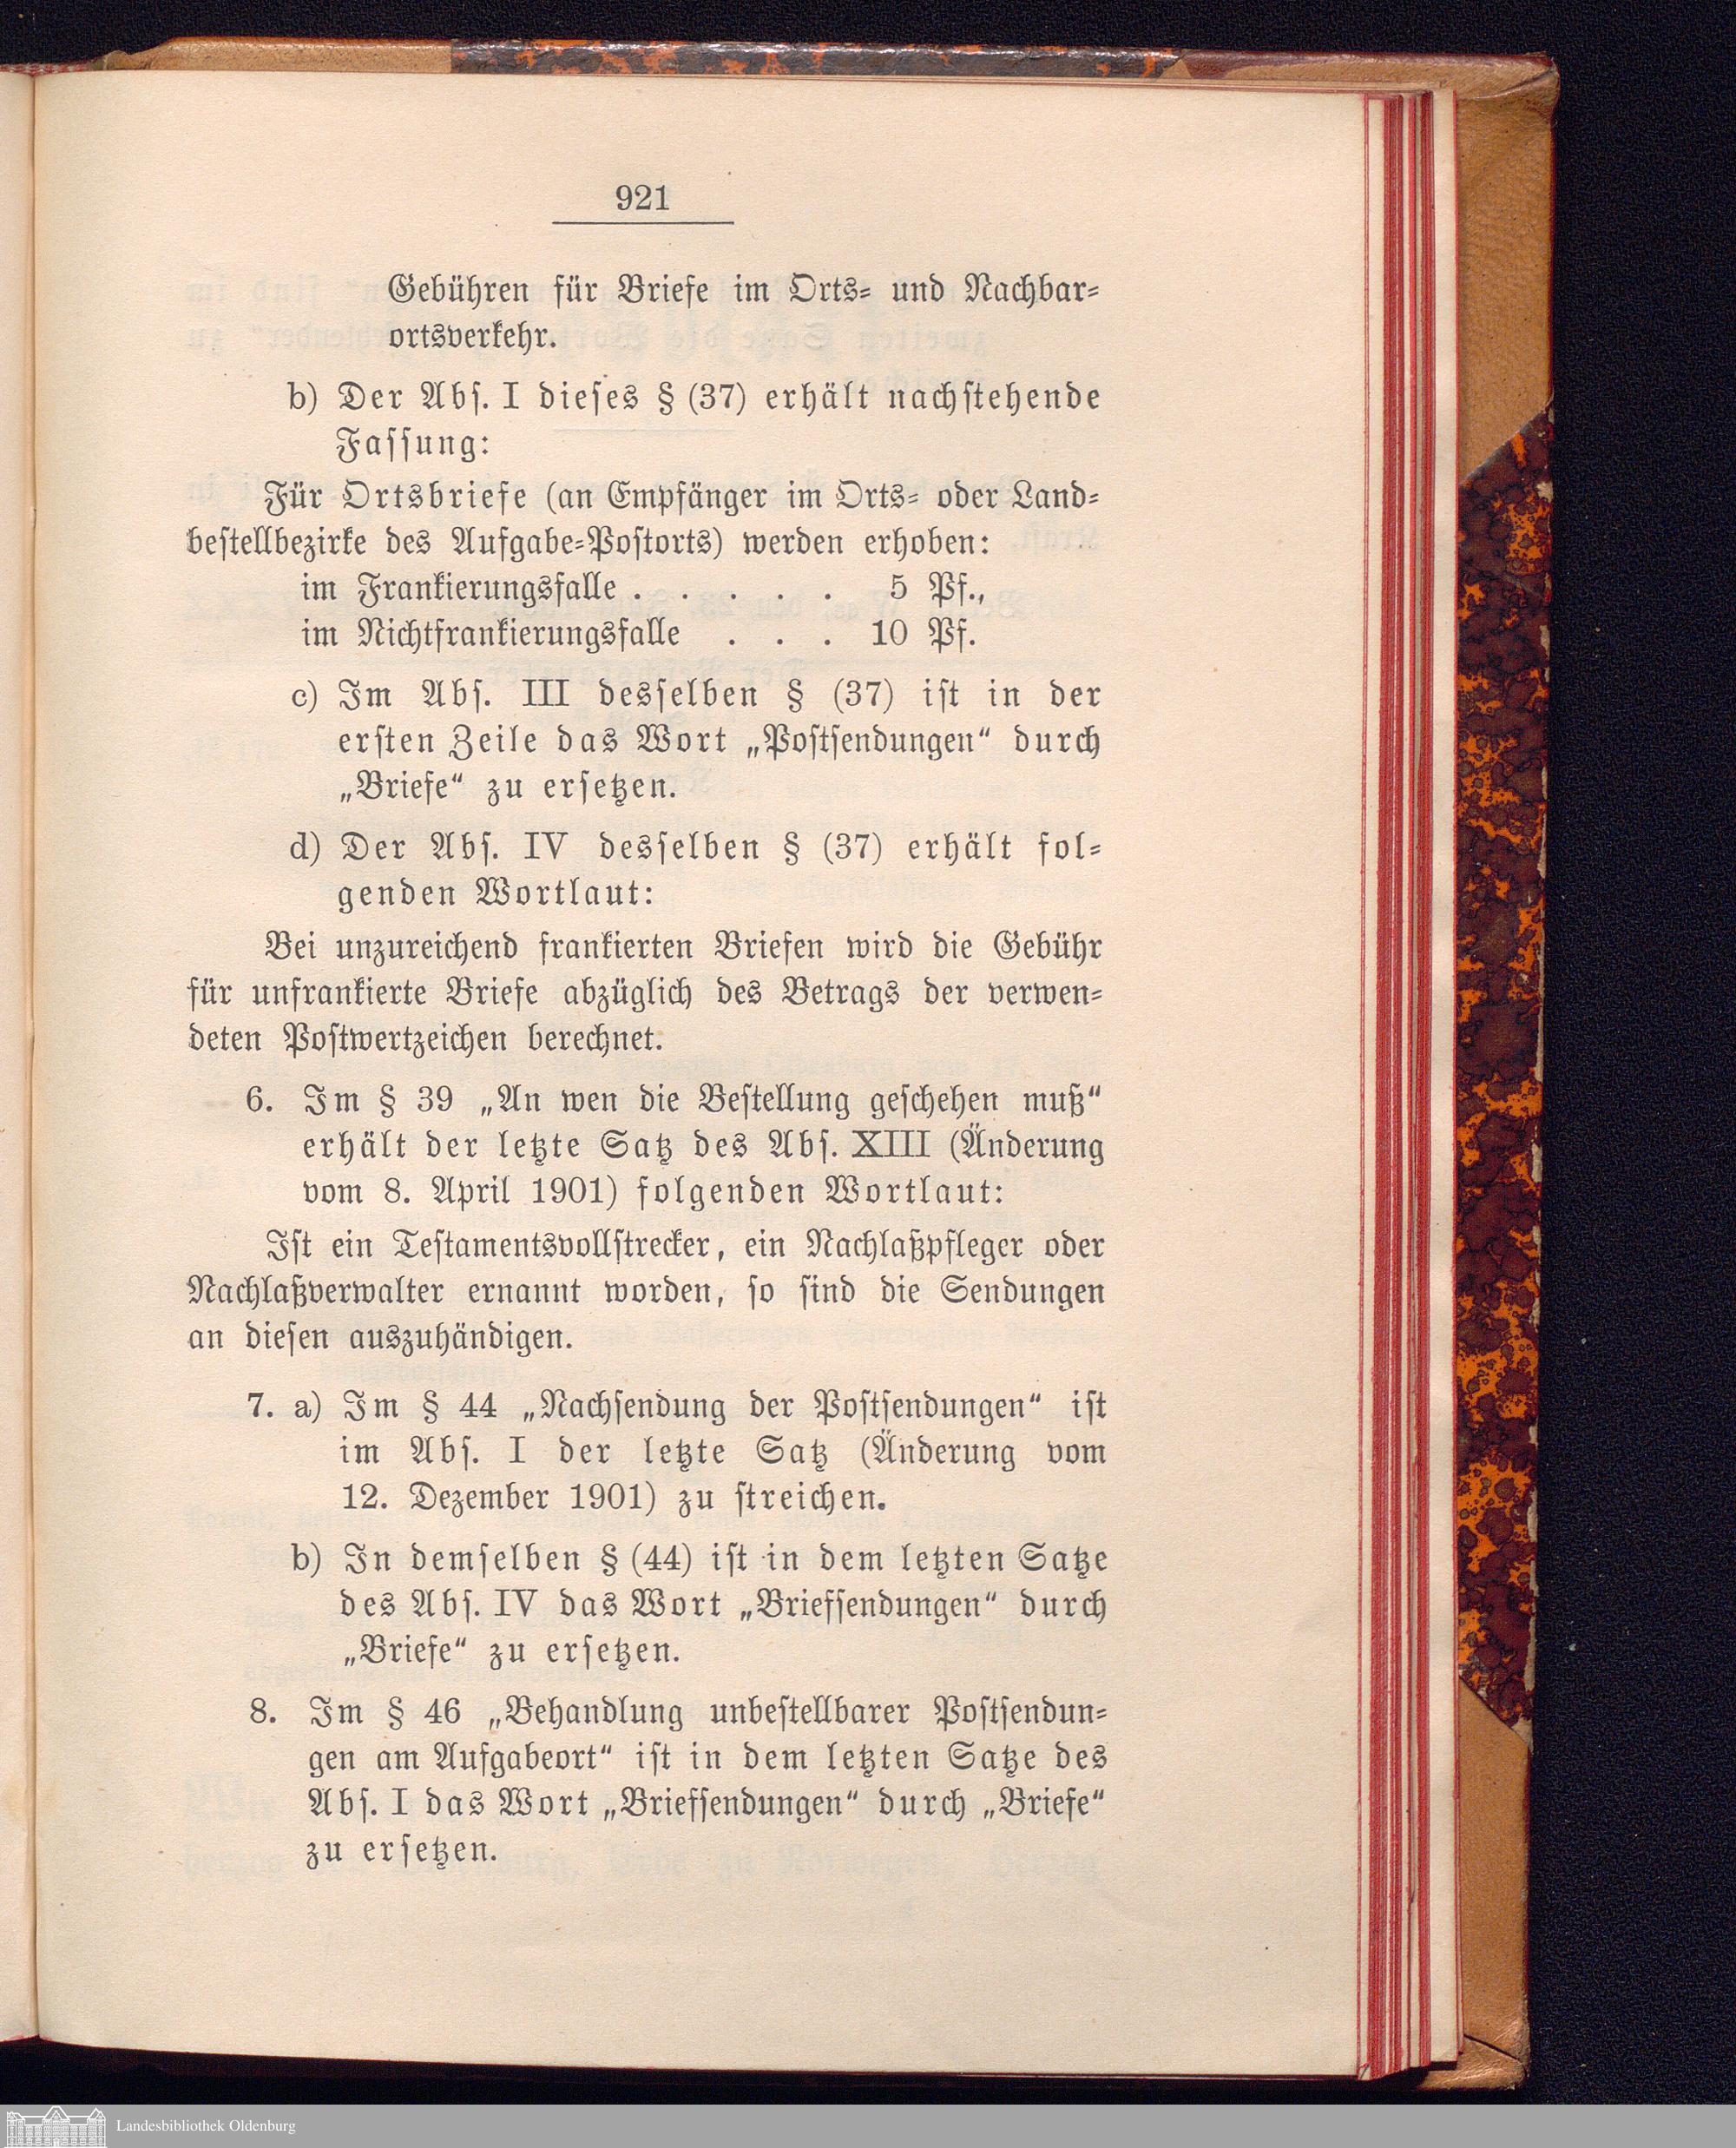 921
Gebühren für Briefe im Orts- und Nachbar-
ortsverkehr.
b) Der Abs. I dieses § (37) erhält nachstehende
Fassung:
Für Ortsbriefe (an Empfänger im Orts- oder Land-
bestellbezirke des Aufgabe-Postorts) werden erhoben:
im Frankierungsfalle . . . . . 5 Pf.,
im Nichtfrankierungsfalle . . . 10 Pf.
c) Im Abs. III desselben § (37) ist in der
ersten Zeile das Wort „Postsendungen“ durch
„Briefe“ zu ersetzen.
d) Der Abs. IV desselben § (37) erhält fol-
genden Wortlaut:
Bei unzureichend frankierten Briefen wird die Gebühr
für unfrankierte Briefe abzüglich des Betrags der verwen-
deten Postwertzeichen berechnet.
6. Im § 39 „An wen die Bestellung geschehen muß“
erhält der letzte Satz des Abs. XIII (Änderung
vom 8. April 1901) folgenden Wortlaut:
Ist ein Testamentsvollstrecker, ein Nachlaßpfleger oder
Nachlaßverwalter ernannt worden, so sind die Sendungen
an diesen auszuhändigen.
7. a) Im § 44 „Nachsendung der Postsendungen“ ist
im Abs. I der letzte Satz (Änderung vom
12. Dezember 1901) zu streichen.
b) In demselben § (44) ist in dem letzten Satze
des Abs. IV das Wort „Briefsendungen“ durch
„Briefe“ zu ersetzen.
8. Im § 46 „Behandlung unbestellbarer Postsendun-
gen am Aufgabeort“ ist in dem letzten Satze des
Abs. I das Wort „Briefsendungen“ durch „Briefe“
zu ersetzen.
Landesbibliothek Oldenburg